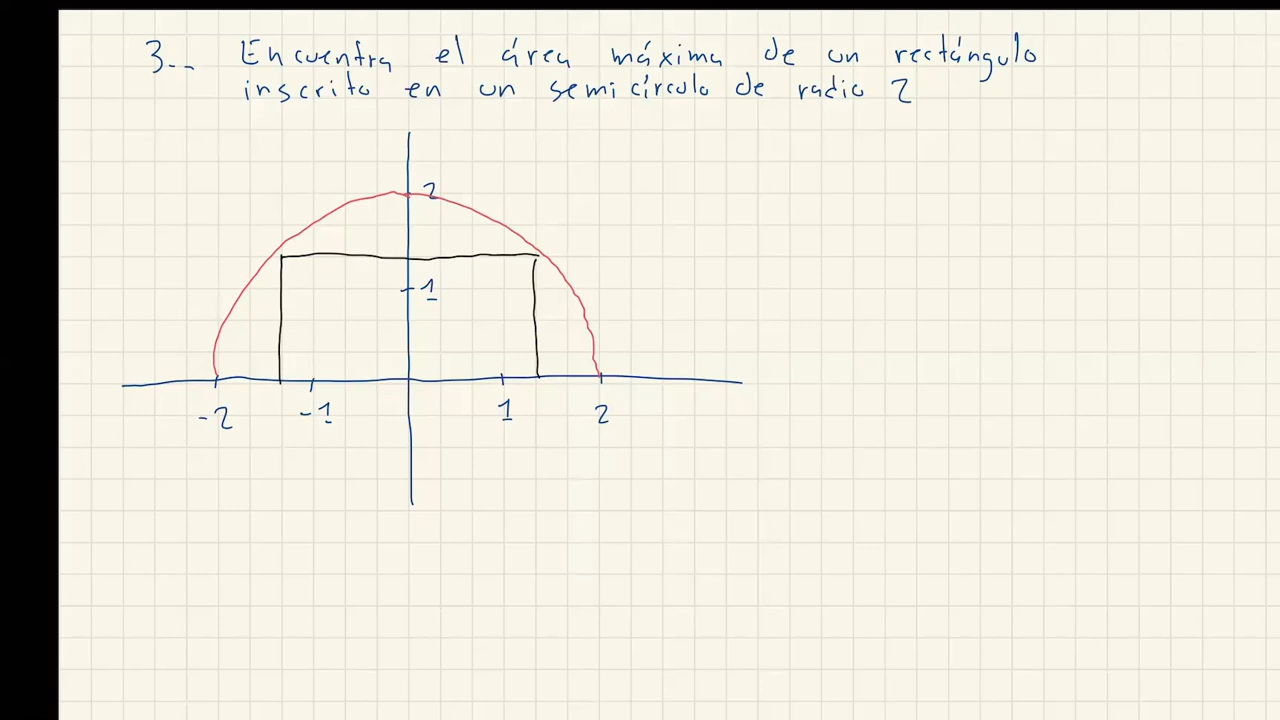 3.. Encuentra el área máxima de un rectángulo
inscrito en un semicírculo de radio 2
2
1
-2 -1 1 2